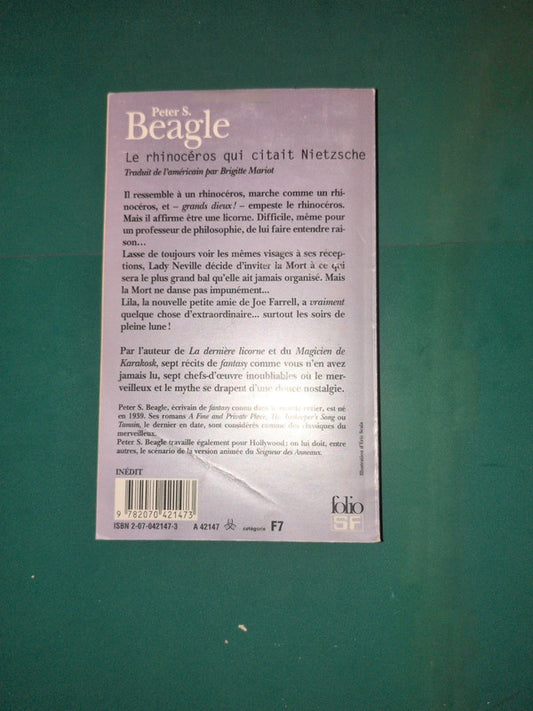 Peter S.
Beagle
Le rhinocéros qui citait Nietzsche
Traduit de l'américain par Brigitte Mariot
Il ressemble à un rhinocéros, marche comme un rhi-
nocéros, et – grands dieux ! – empeste le rhinocéros.
Mais il affirme être une licorne. Difficile, même pour
un professeur de philosophie, de lui faire entendre rai-
son…
Lasse de toujours voir les mêmes visages à ses récep-
tions, Lady Neville décide d'inviter la Mort à ce qui
sera le plus grand bal qu'elle ait jamais organisé. Mais
la Mort ne danse pas impunément…
Lila, la nouvelle petite amie de Joe Farrell, a vraiment
quelque chose d'extraordinaire… surtout les soirs de
pleine lune !
Par l'auteur de La dernière licorne et du Magicien de
Karakosk, sept récits de fantasy comme vous n'en avez
jamais lu, sept chefs-d'œuvre inoubliables où le mer-
veilleux et le mythe se drapent d'une douce nostalgie.
Peter S. Beagle, écrivain de fantasy connu dans le monde entier, est né
en 1939. Ses romans A Fine and Private Place, The Innkeeper's Song ou
Tamsin, le dernier en date, sont considérés comme des classiques du
merveilleux.
Peter S. Beagle travaille également pour Hollywood : on lui doit, entre
autres, le scénario de la version animée du Seigneur des Anneaux.
Illustration d'Eric Scala
INÉDIT
9 782070 421473
ISBN 2-07-042147-3 A 42147 catégorie F7
folio
SF